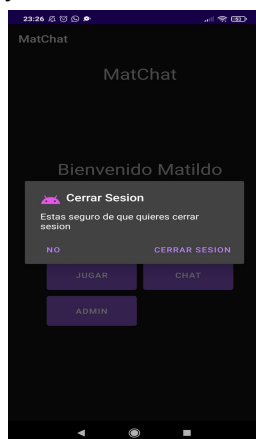 23:26
MatChat
MatChat
Bienvenido Matildo
Cerrar Sesion
Estas seguro de que quieres cerrar
sesion
NO CERRAR SESION
JUGAR CHAT
ADMIN